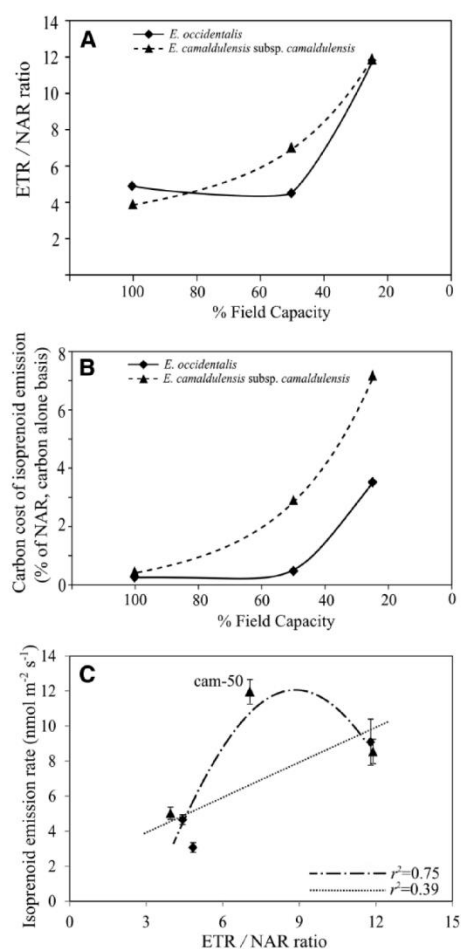 A
E. occidentalis
E. camaldulensis subsp. camaldulensis
ETR / NAR ratio
14
12
10
8
6
4
2
100
80
60
40
20
0
% Field Capacity
B
E. occidentalis
E. camaldulensis subsp. camaldulensis
Carbon cost of isoprenoid emission
(% of NAR, carbon alone basis)
8
6
4
2
0
100
80
60
40
20
0
% Field Capacity
C
cam-50
Isoprenoid emission rate (nmol m⁻² s⁻¹)
16
14
12
10
8
6
4
2
0
0
3
6
9
12
15
r²=0.75
r²=0.39
ETR / NAR ratio